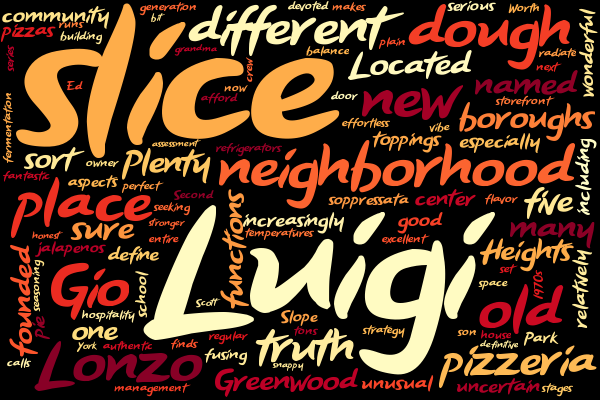 community
generation
devoted makes
serious
Worth
pizzas
runs
bit
different
dough
wonderful
building
grandma
plain
series
slice
crew
balance
Located
radiate
Ed
now
door
new
named
next
afford
storefront
fermentation
effortless
vibe
boroughs
assessment
refrigerators
toppings
especially
sort
owner
Plenty
neighborhood
including
fantastic
aspects
perfect
Second
soppressata
center
flavor
five
place
seeking
functions
increasingly
good
many
sure
stronger
temperatures
honest
jalapenos
define
entire
excellent
Heights
relatively
founded
seasoning
Gio
school
Luigi
set
1970s
pie
hospitality
Scott
space
old
one
Slope
tons
strategy
son
house
Park
York
authentic
finds
regular
truth
definitive
calls
Lonzo
fusing
snappy
pizzeria
management
Greenwood
unusual
uncertain
stages